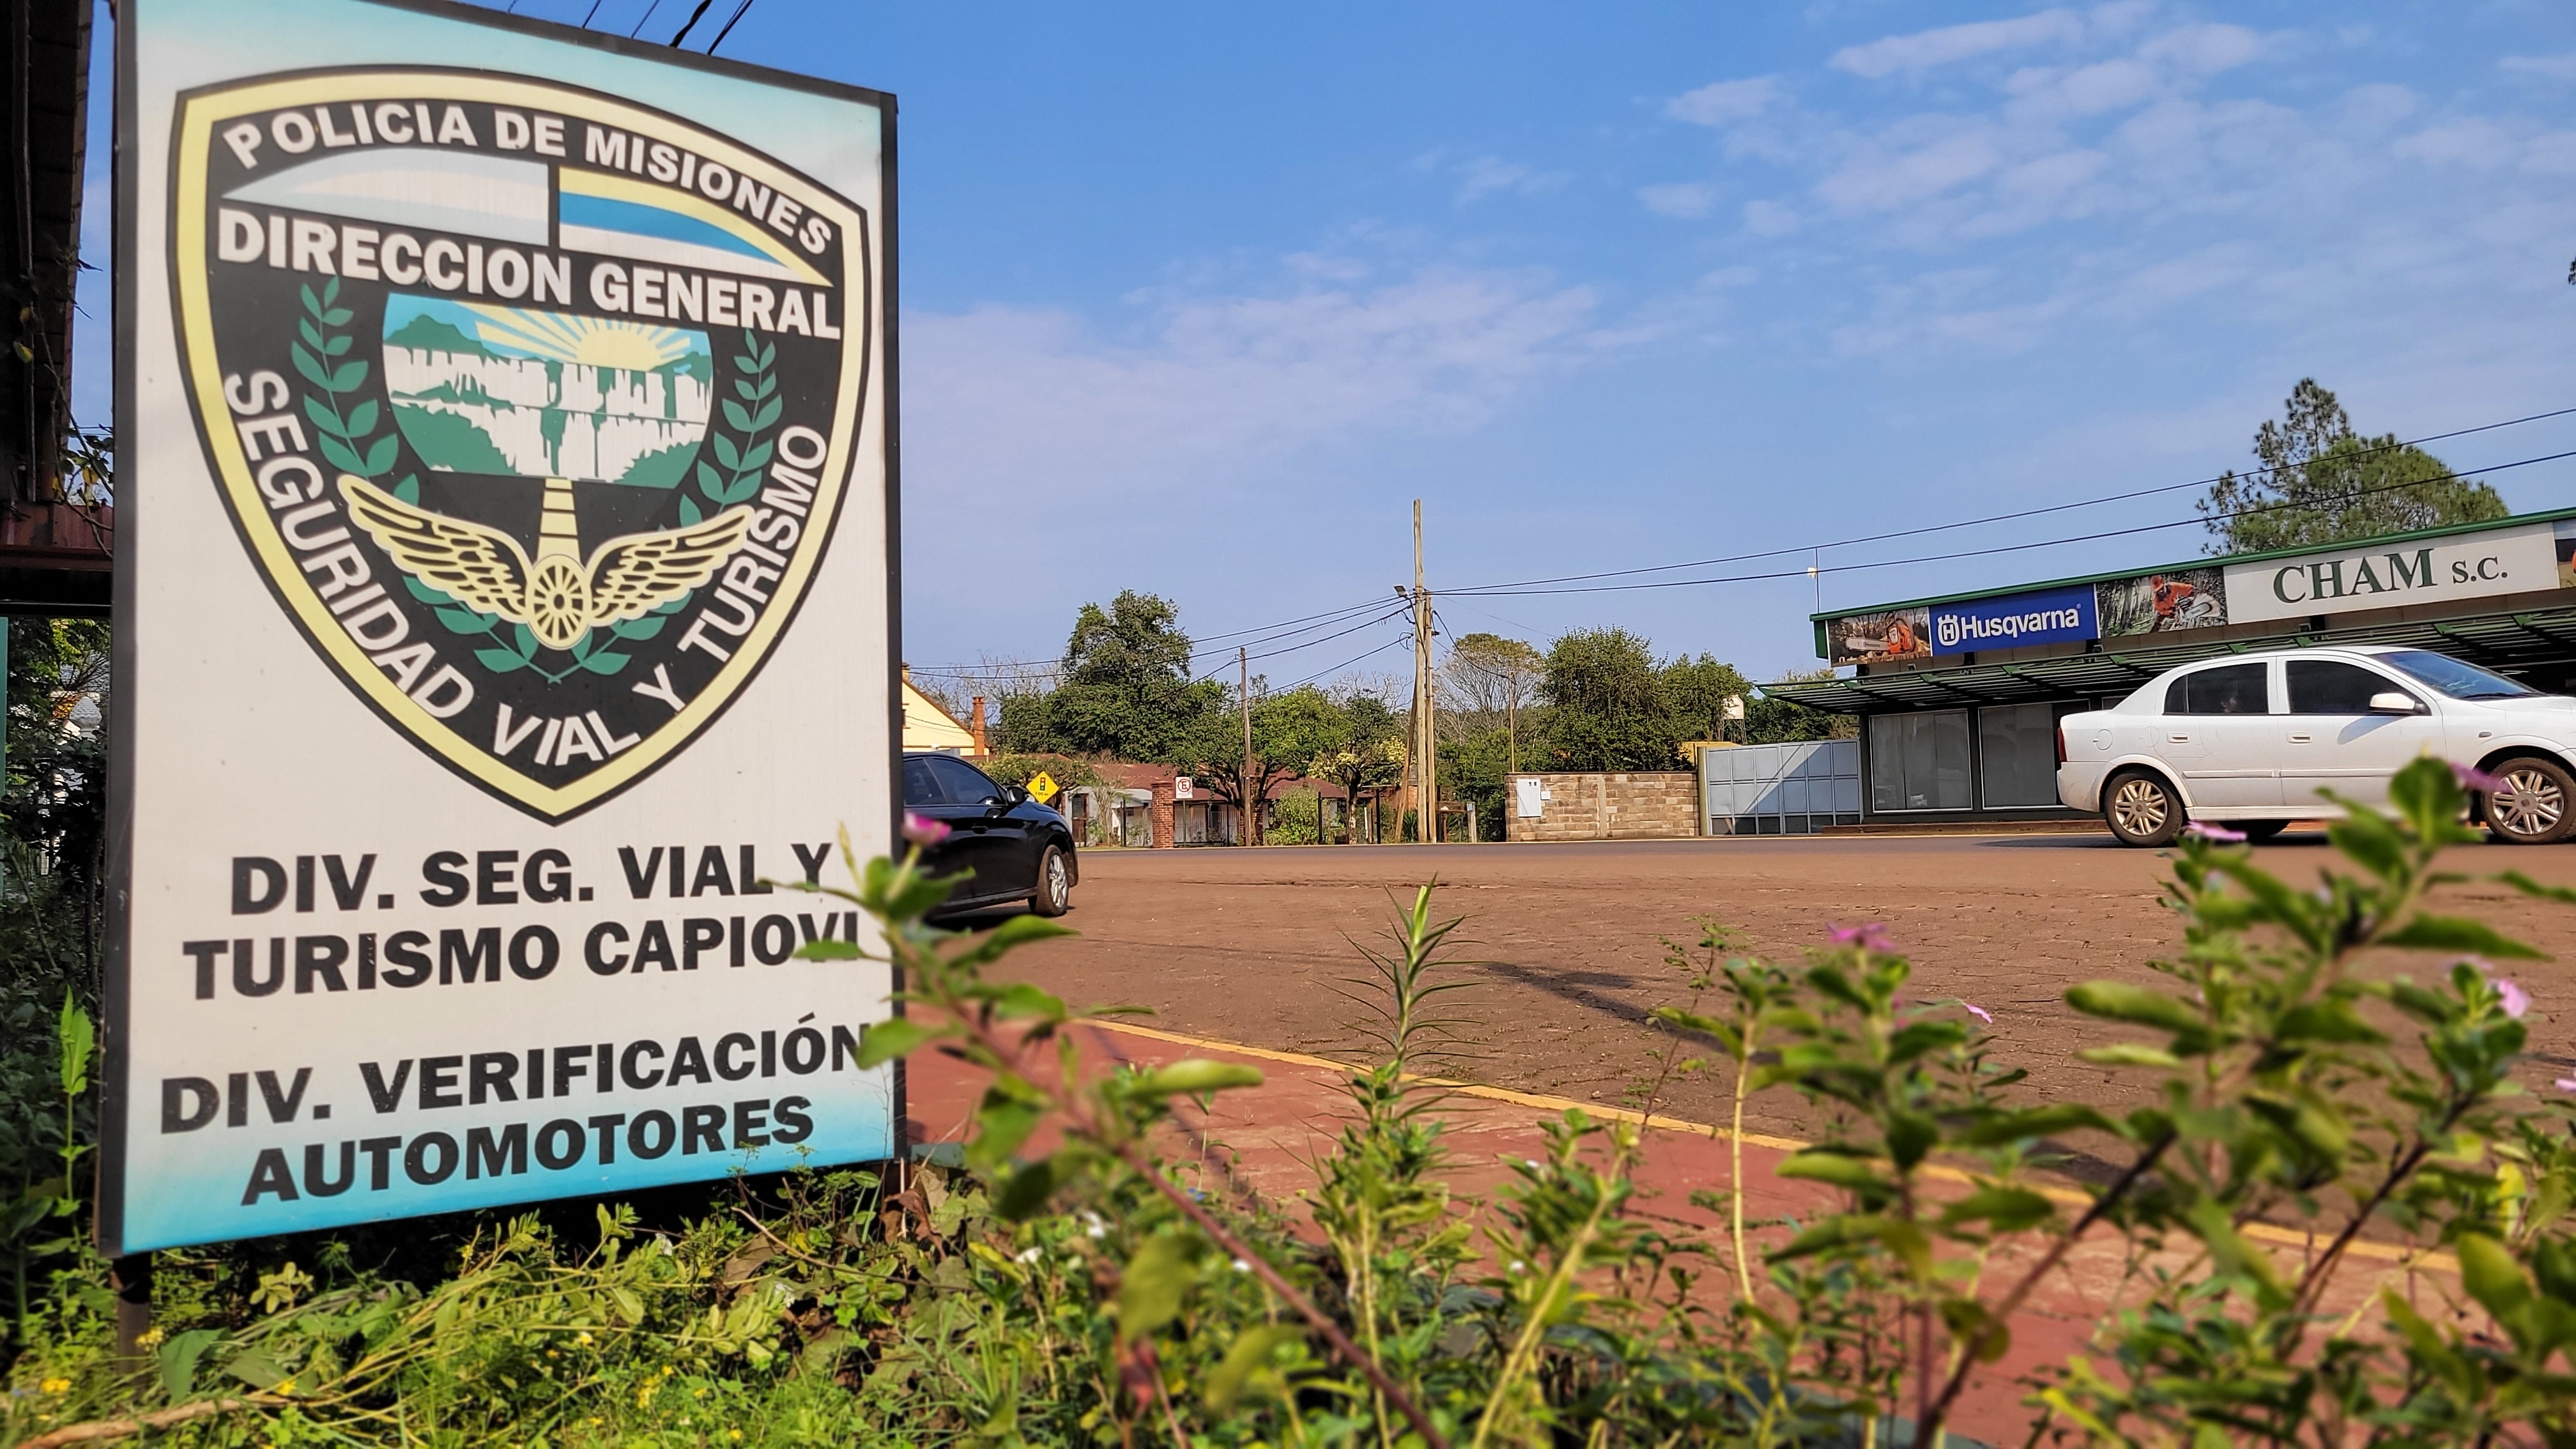 POLICIA DE MISIONES
DIRECCION GENERAL
SEGURIDAD VIAL Y TURISMO
DIV. SEG. VIAL Y
TURISMO CAPIOVI
DIV. VERIFICACIÓN
AUTOMOTORES
Husqvarna
CHAM S.C.